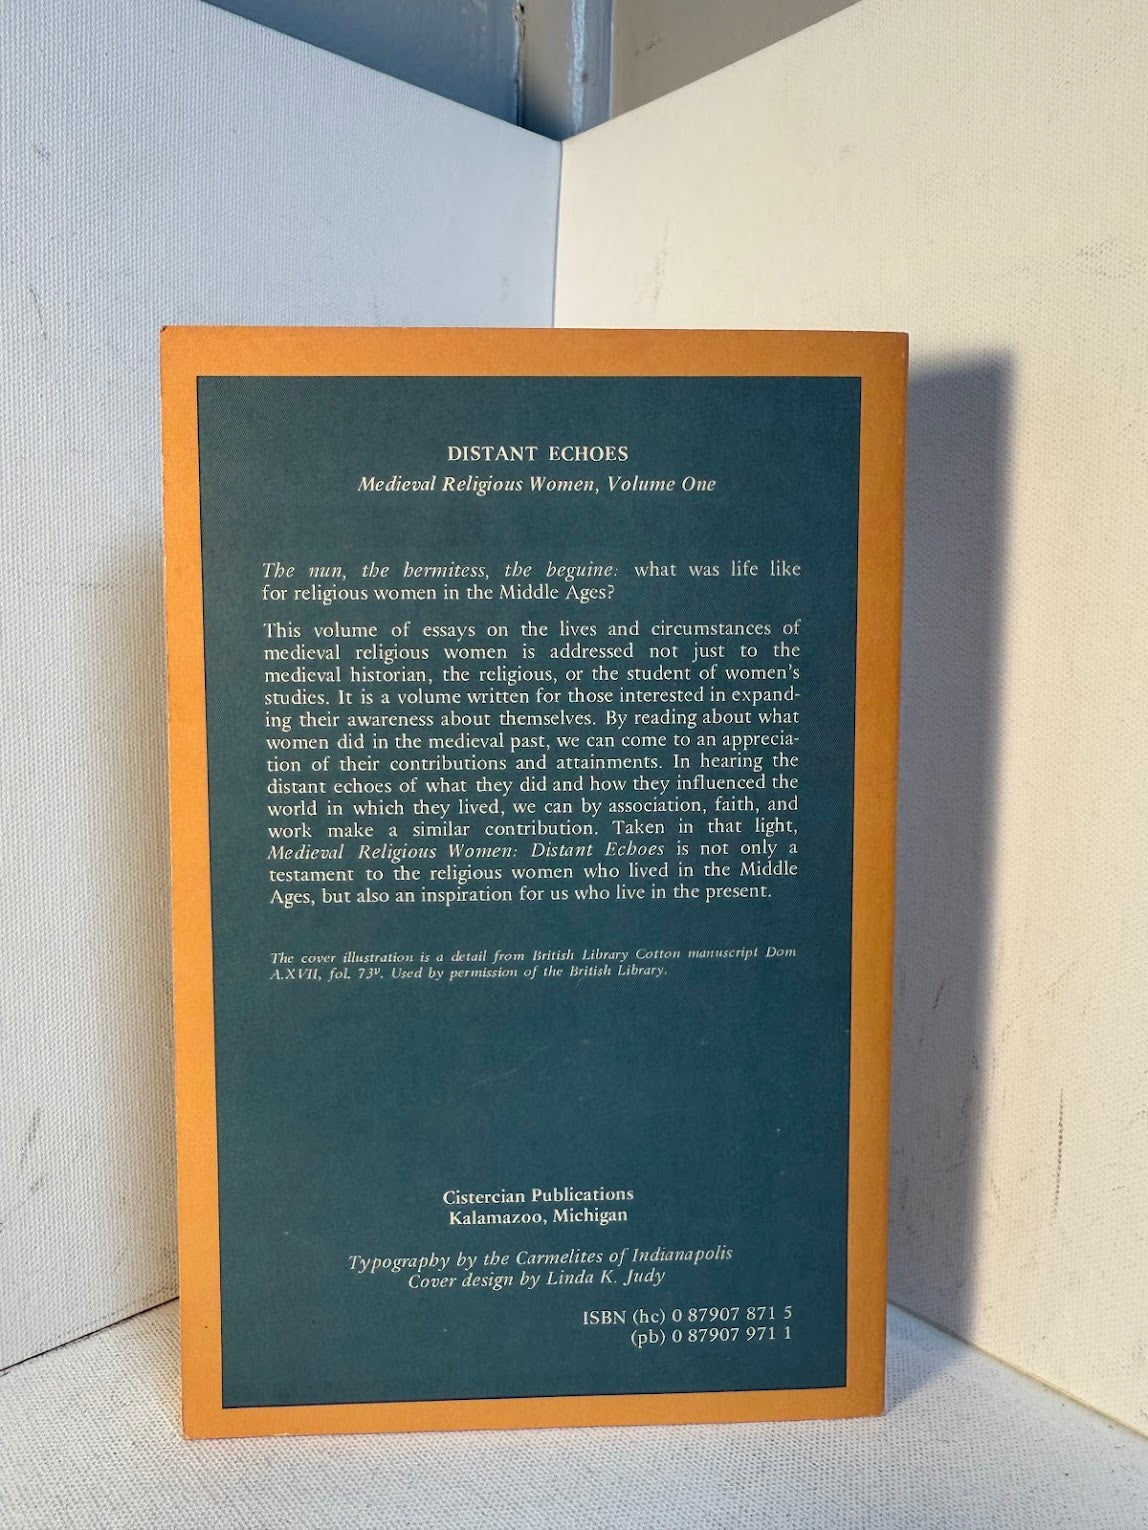 DISTANT ECHOES
Medieval Religious Women, Volume One
The nun, the hermitess, the beguine: what was life like
for religious women in the Middle Ages?
This volume of essays on the lives and circumstances of
medieval religious women is addressed not just to the
medieval historian, the religious, or the student of women's
studies. It is a volume written for those interested in expand-
ing their awareness about themselves. By reading about what
women did in the medieval past, we can come to an apprecia-
tion of their contributions and attainments. In hearing the
distant echoes of what they did and how they influenced the
world in which they lived, we can by association, faith, and
work make a similar contribution. Taken in that light,
Medieval Religious Women: Distant Echoes is not only a
testament to the religious women who lived in the Middle
Ages, but also an inspiration for us who live in the present.
The cover illustration is a detail from British Library Cotton manuscript Dom
A.XVII, fol. 73ᵛ. Used by permission of the British Library.
Cistercian Publications
Kalamazoo, Michigan
Typography by the Carmelites of Indianapolis
Cover design by Linda K. Judy
ISBN (hc) 0 87907 871 5
(pb) 0 87907 971 1